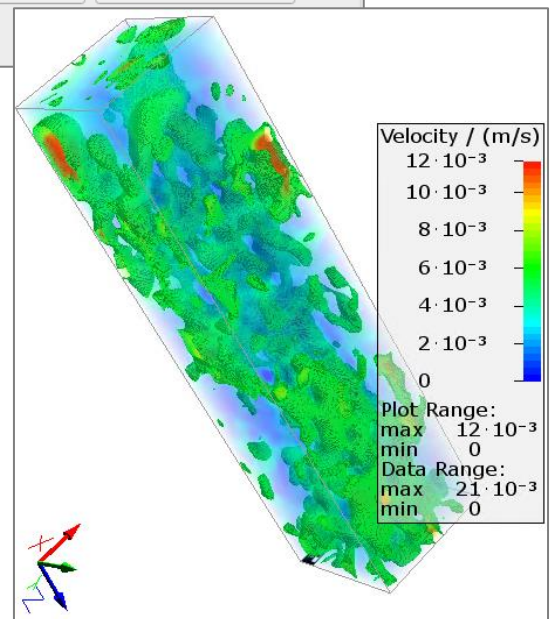 Velocity / (m/s)
12·10⁻³
10·10⁻³
8·10⁻³
6·10⁻³
4·10⁻³
2·10⁻³
0
Plot Range:
max 12·10⁻³
min 0
Data Range:
max 21·10⁻³
min 0
X
Y
Z